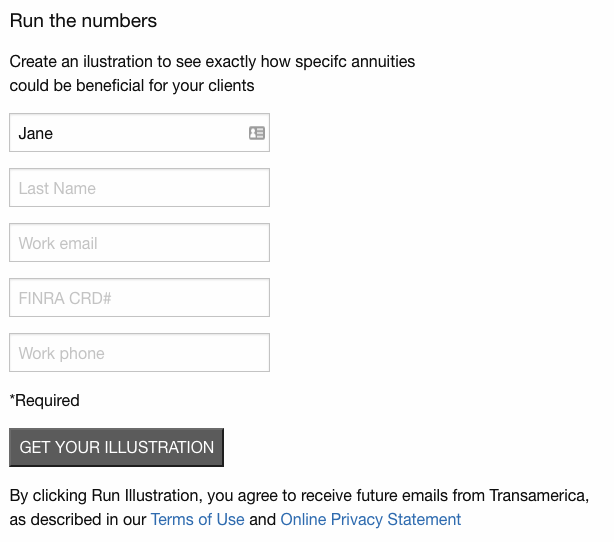 Run the numbers
Create an ilustration to see exactly how specifc annuities
could be beneficial for your clients
Jane
Last Name
Work email
FINRA CRD#
Work phone
*Required
GET YOUR ILLUSTRATION
By clicking Run Illustration, you agree to receive future emails from Transamerica,
as described in our Terms of Use and Online Privacy Statement